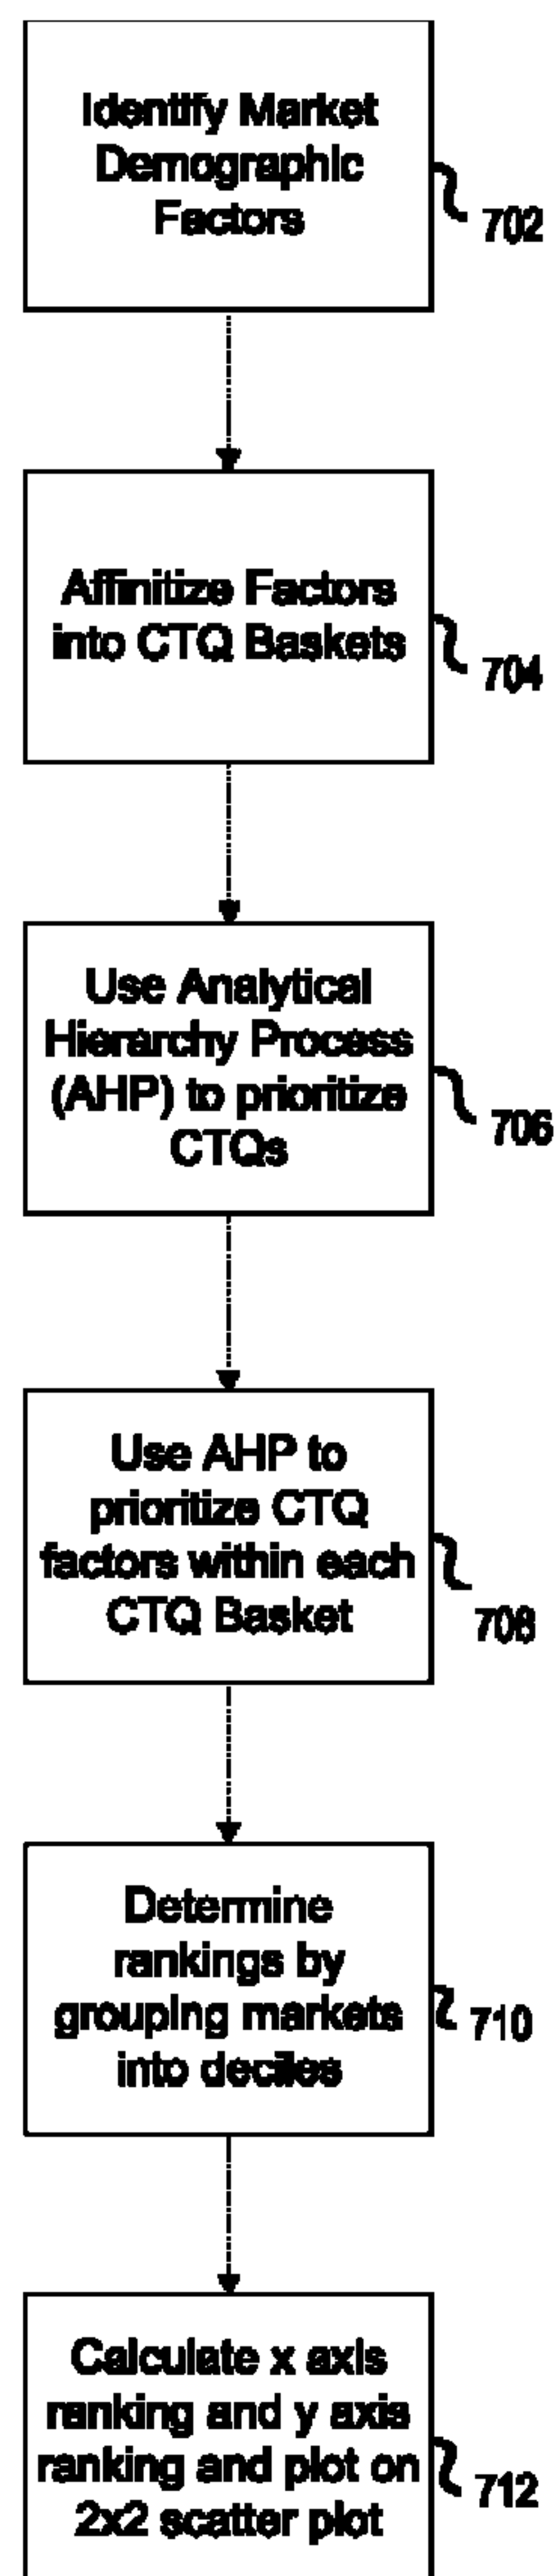 Identify Market
Demographic
Factors
702
Affinitize Factors
into CTQ Baskets
704
Use Analytical
Hierarchy Process
(AHP) to prioritize
CTQs
706
Use AHP to
prioritize CTQ
factors within each
CTQ Basket
708
Determine
rankings by
grouping markets
into deciles
710
Calculate x axis
ranking and y axis
ranking and plot on
2x2 scatter plot
712